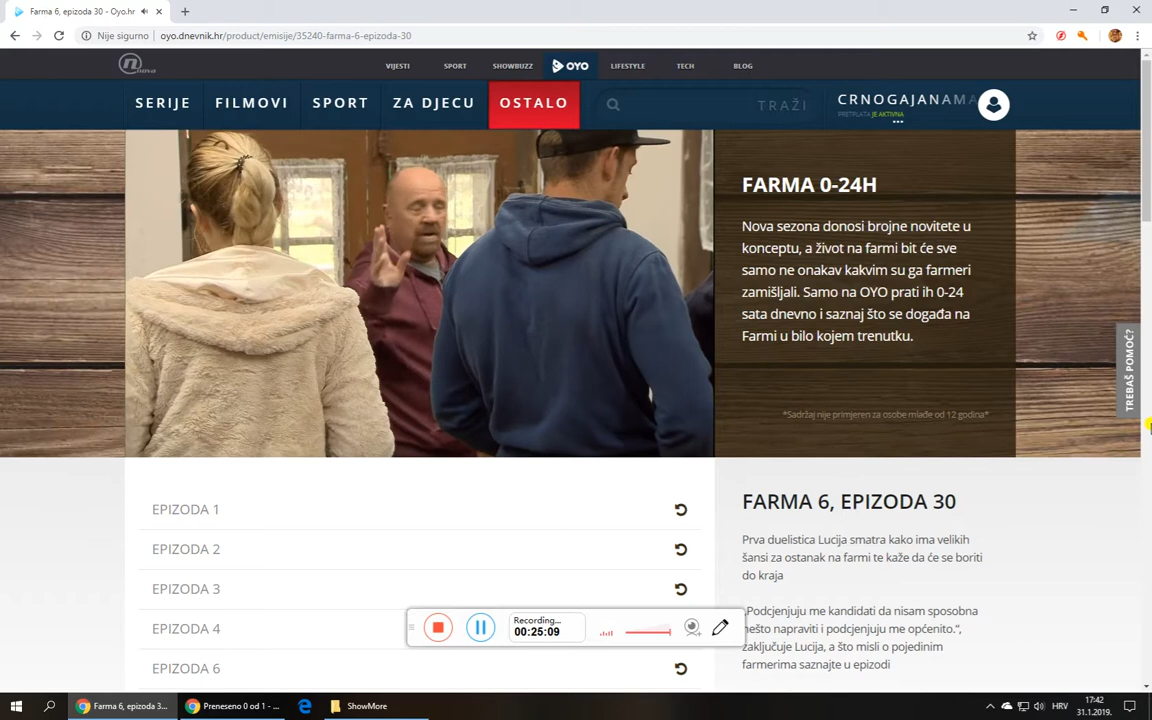 Farma 6, epizoda 30 - Oyo.hr
Nije sigurno
oyo.dnevnik.hr/product/emisije/35240-farma-6-epizoda-30
nova
VIJESTI
SPORT
SHOWBUZZ
OYO
LIFESTYLE
TECH
BLOG
SERIJE
FILMOVI
SPORT
ZA DJECU
OSTALO
TRAŽI
CRNOGAJANAMA
PRETPLATA JE AKTIVNA
FARMA 0-24H
Nova sezona donosi brojne novitete u
konceptu, a život na farmi bit će sve
samo ne onakav kakvim su ga farmeri
zamišljali. Samo na OYO prati ih 0-24
sata dnevno i saznaj što se događa na
Farmi u bilo kojem trenutku.
*Sadržaj nije primjeren za osobe mlađe od 12 godina*
TREBAŠ POMOĆ?
EPIZODA 1
EPIZODA 2
EPIZODA 3
EPIZODA 4
EPIZODA 6
FARMA 6, EPIZODA 30
Prva duelistica Lucija smatra kako ima velikih
šansi za ostanak na farmi te kaže da će se boriti
do kraja
„Podcjenjuju me kandidati da nisam sposobna
nešto napraviti i podcjenjuju me općenito.“,
zaključuje Lucija, a što misli o pojedinim
farmerima saznajte u epizodi
Recording...
00:25:09
Farma 6, epizoda 3...
Preneseno 0 od 1 - ...
ShowMore
HRV
17:42
31.1.2019.